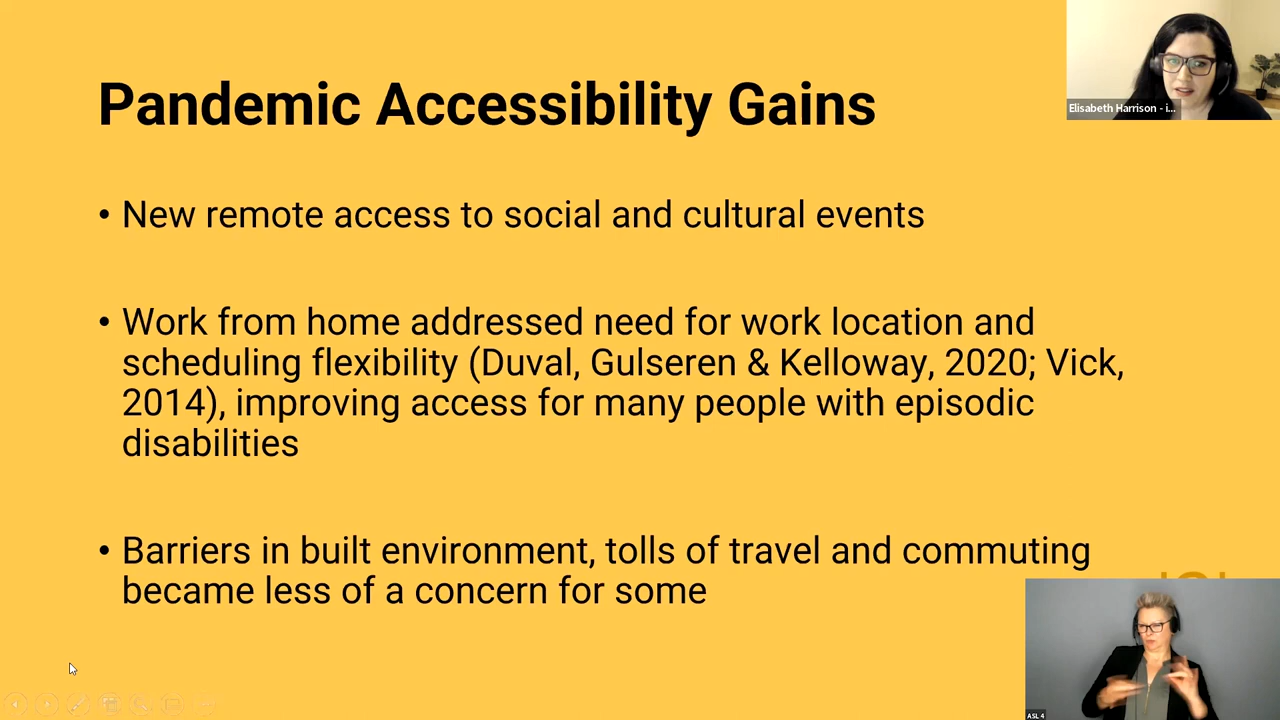 Pandemic Accessibility Gains
Elisabeth Harrison - i...
• New remote access to social and cultural events
• Work from home addressed need for work location and
scheduling flexibility (Duval, Gulseren & Kelloway, 2020; Vick,
2014), improving access for many people with episodic
disabilities
• Barriers in built environment, tolls of travel and commuting
became less of a concern for some
ASL 4